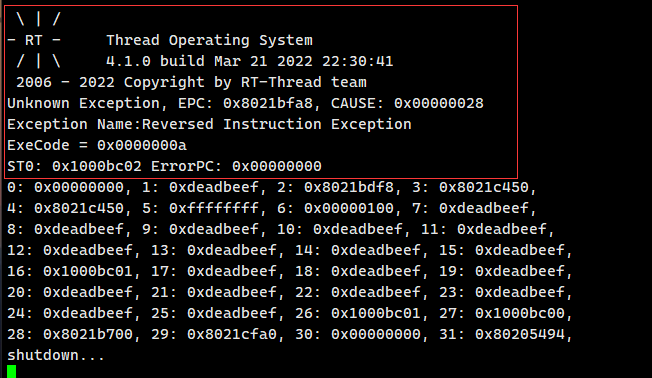 \ | /
- RT -     Thread Operating System
/ | \     4.1.0 build Mar 21 2022 22:30:41
2006 - 2022 Copyright by RT-Thread team
Unknown Exception, EPC: 0x8021bfa8, CAUSE: 0x00000028
Exception Name:Reversed Instruction Exception
ExeCode = 0x0000000a
ST0: 0x1000bc02 ErrorPC: 0x00000000
0: 0x00000000, 1: 0xdeadbeef, 2: 0x8021bdf8, 3: 0x8021c450,
4: 0x8021c450, 5: 0xffffffff, 6: 0x00000100, 7: 0xdeadbeef,
8: 0xdeadbeef, 9: 0xdeadbeef, 10: 0xdeadbeef, 11: 0xdeadbeef,
12: 0xdeadbeef, 13: 0xdeadbeef, 14: 0xdeadbeef, 15: 0xdeadbeef,
16: 0x1000bc01, 17: 0xdeadbeef, 18: 0xdeadbeef, 19: 0xdeadbeef,
20: 0xdeadbeef, 21: 0xdeadbeef, 22: 0xdeadbeef, 23: 0xdeadbeef,
24: 0xdeadbeef, 25: 0xdeadbeef, 26: 0x1000bc01, 27: 0x1000bc00,
28: 0x8021b700, 29: 0x8021cfa0, 30: 0x00000000, 31: 0x80205494,
shutdown...